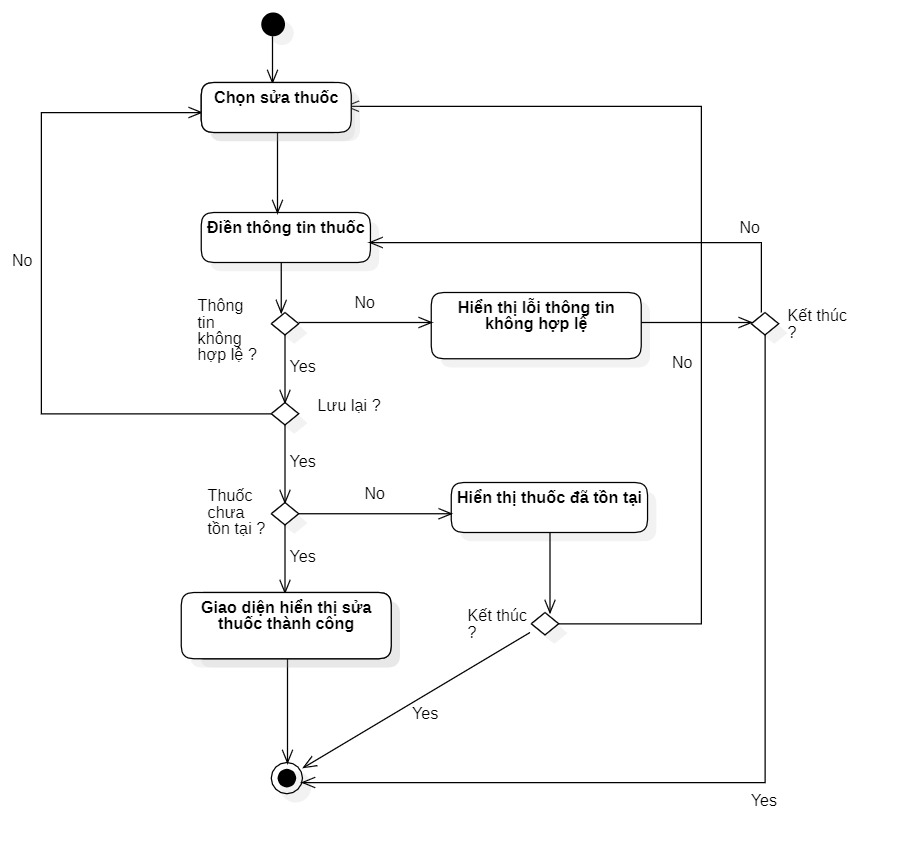 Chọn sửa thuốc
Điền thông tin thuốc
No
No
Thông
tin
không
hợp lệ ?
No
Hiển thị lỗi thông tin
không hợp lệ
Kết thúc
?
Yes
No
Lưu lại ?
Yes
Thuốc
chưa
tồn tại ?
No
Hiển thị thuốc đã tồn tại
Yes
Giao diện hiển thị sửa
thuốc thành công
Kết thúc
?
Yes
Yes